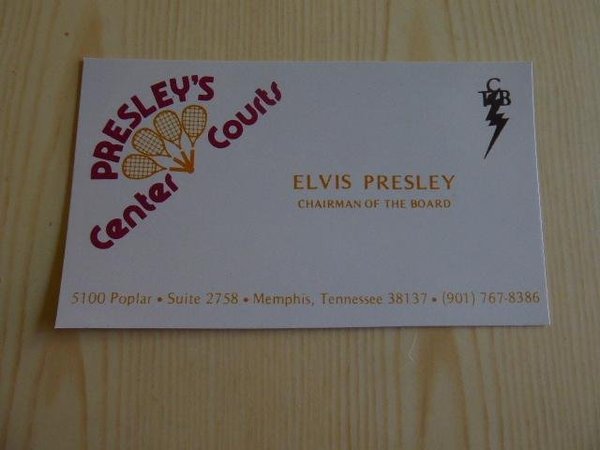 PRESLEY'S
Center Courts
TCB
ELVIS PRESLEY
CHAIRMAN OF THE BOARD
5100 Poplar • Suite 2758 • Memphis, Tennessee 38137 • (901) 767-8386